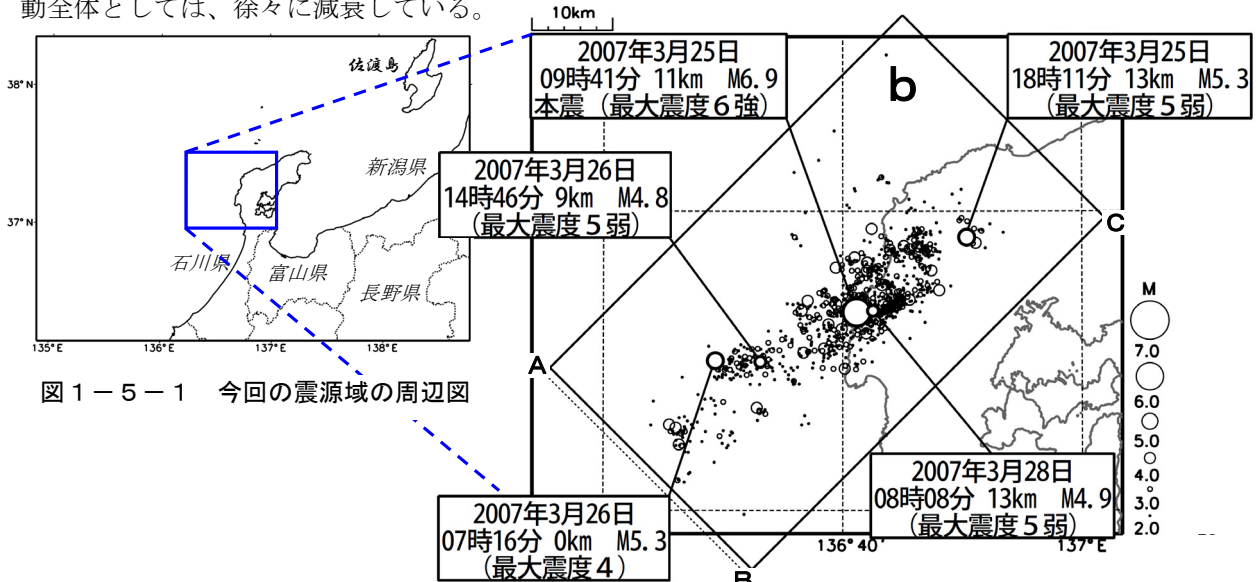 動全体としては、徐々に減衰している。
10km
2007年3月25日
09時41分 11km M6.9
本震（最大震度６強）
b
2007年3月25日
18時11分 13km M5.3
（最大震度５弱）
佐渡島
38°N
新潟県
37°N
石川県
富山県
長野県
135°E
136°E
137°E
138°E
図１－５－１　今回の震源域の周辺図
2007年3月26日
14時46分 9km M4.8
（最大震度５弱）
C
A
B
M
7.0
6.0
5.0
4.0
3.0
2.0
2007年3月26日
07時16分 0km M5.3
（最大震度４）
2007年3月28日
08時08分 13km M4.9
（最大震度５弱）
136°40'
137°E